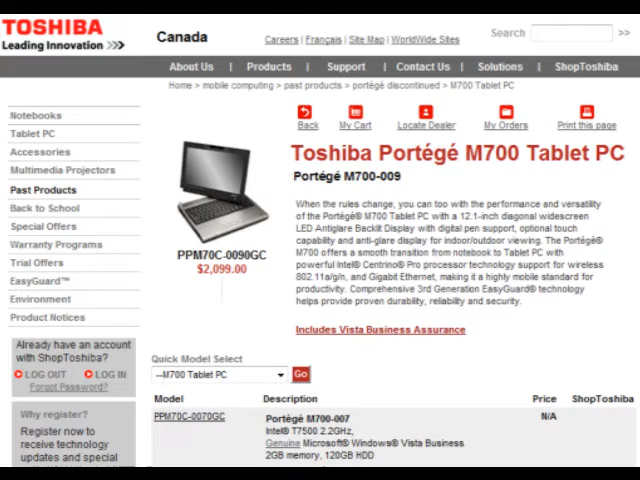 TOSHIBA
Leading Innovation >>>
Canada
Careers | Français | Site Map | WorldWide Sites
Search >>
About Us | Products | Support | Contact Us | Solutions | ShopToshiba
Home > mobile computing > past products > portégé discontinued > M700 Tablet PC
Notebooks
Tablet PC
Accessories
Multimedia Projectors
Past Products
Back to School
Special Offers
Warranty Programs
Trial Offers
EasyGuard™
Environment
Product Notices
Back My Cart Locate Dealer My Orders Print this page
Toshiba Portégé M700 Tablet PC
Portégé M700-009
When the rules change, you can too with the performance and versatility
of the Portégé® M700 Tablet PC with a 12.1-inch diagonal widescreen
LED Antiglare Backlit Display with digital pen support, optional touch
capability and anti-glare display for indoor/outdoor viewing. The Portégé®
M700 offers a smooth transition from notebook to Tablet PC with
powerful Intel® Centrino® Pro processor technology support for wireless
802.11a/g/n, and Gigabit Ethernet, making it a highly mobile standard for
productivity. Comprehensive 3rd Generation EasyGuard® technology
helps provide proven durability, reliability and security.
PPM70C-0090GC
$2,099.00
Includes Vista Business Assurance
Already have an account
with ShopToshiba?
LOG OUT LOG IN
Forgot Password?
Why register?
Register now to
receive technology
updates and special
Quick Model Select
--M700 Tablet PC Go
Model Description Price ShopToshiba
PPM70C-0070GC Portégé M700-007 N/A
Intel® T7500 2.2GHz,
Genuine Microsoft® Windows® Vista Business
2GB memory, 120GB HDD